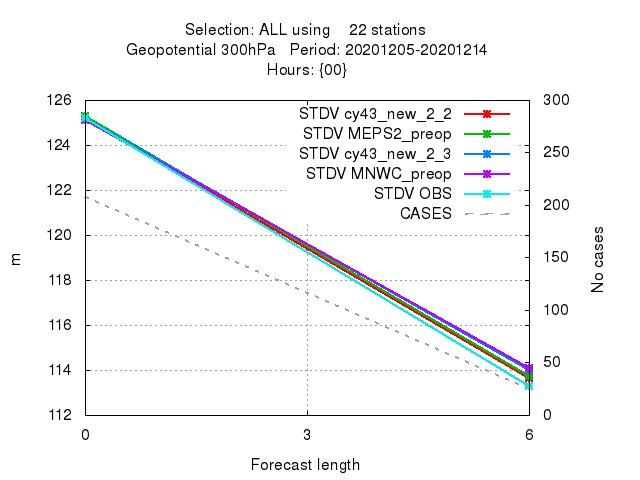 Selection: ALL using    22 stations
Geopotential 300hPa   Period: 20201205-20201214
Hours: {00}
126
124
122
120
118
116
114
112
m
STDV cy43_new_2_2
STDV MEPS2_preop
STDV cy43_new_2_3
STDV MNWC_preop
STDV OBS
CASES
300
250
200
150
100
50
0
No cases
0
3
6
Forecast length